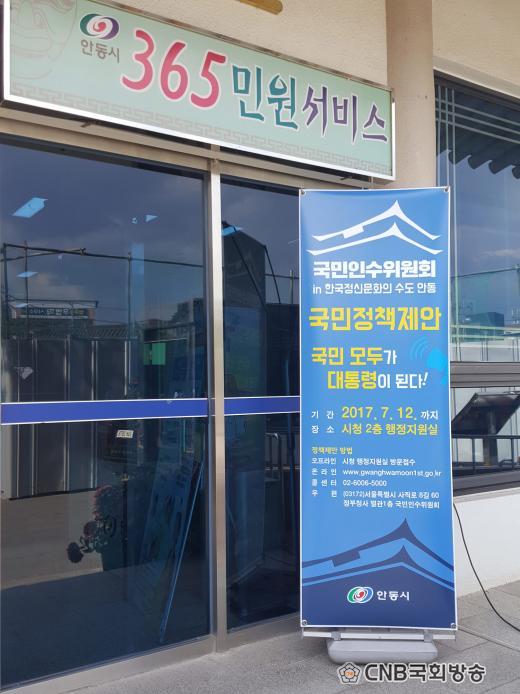 안동시
365민원서비스
국민인수위원회
in 한국정신문화의 수도 안동
국민정책제안
국민 모두가
대통령이 된다!
기 간 2017. 7. 12. 까지
장 소 시청 2층 행정지원실
정책제안 방법
오프라인 시청 행정지원실 방문접수
온 라 인 www.gwanghwamoon1st.go.kr
콜 센 터 02-6006-5000
우 편 (03172)서울특별시 사직로 8길 60
정부청사 별관1층 국민인수위원회
안동시
CNB국회방송